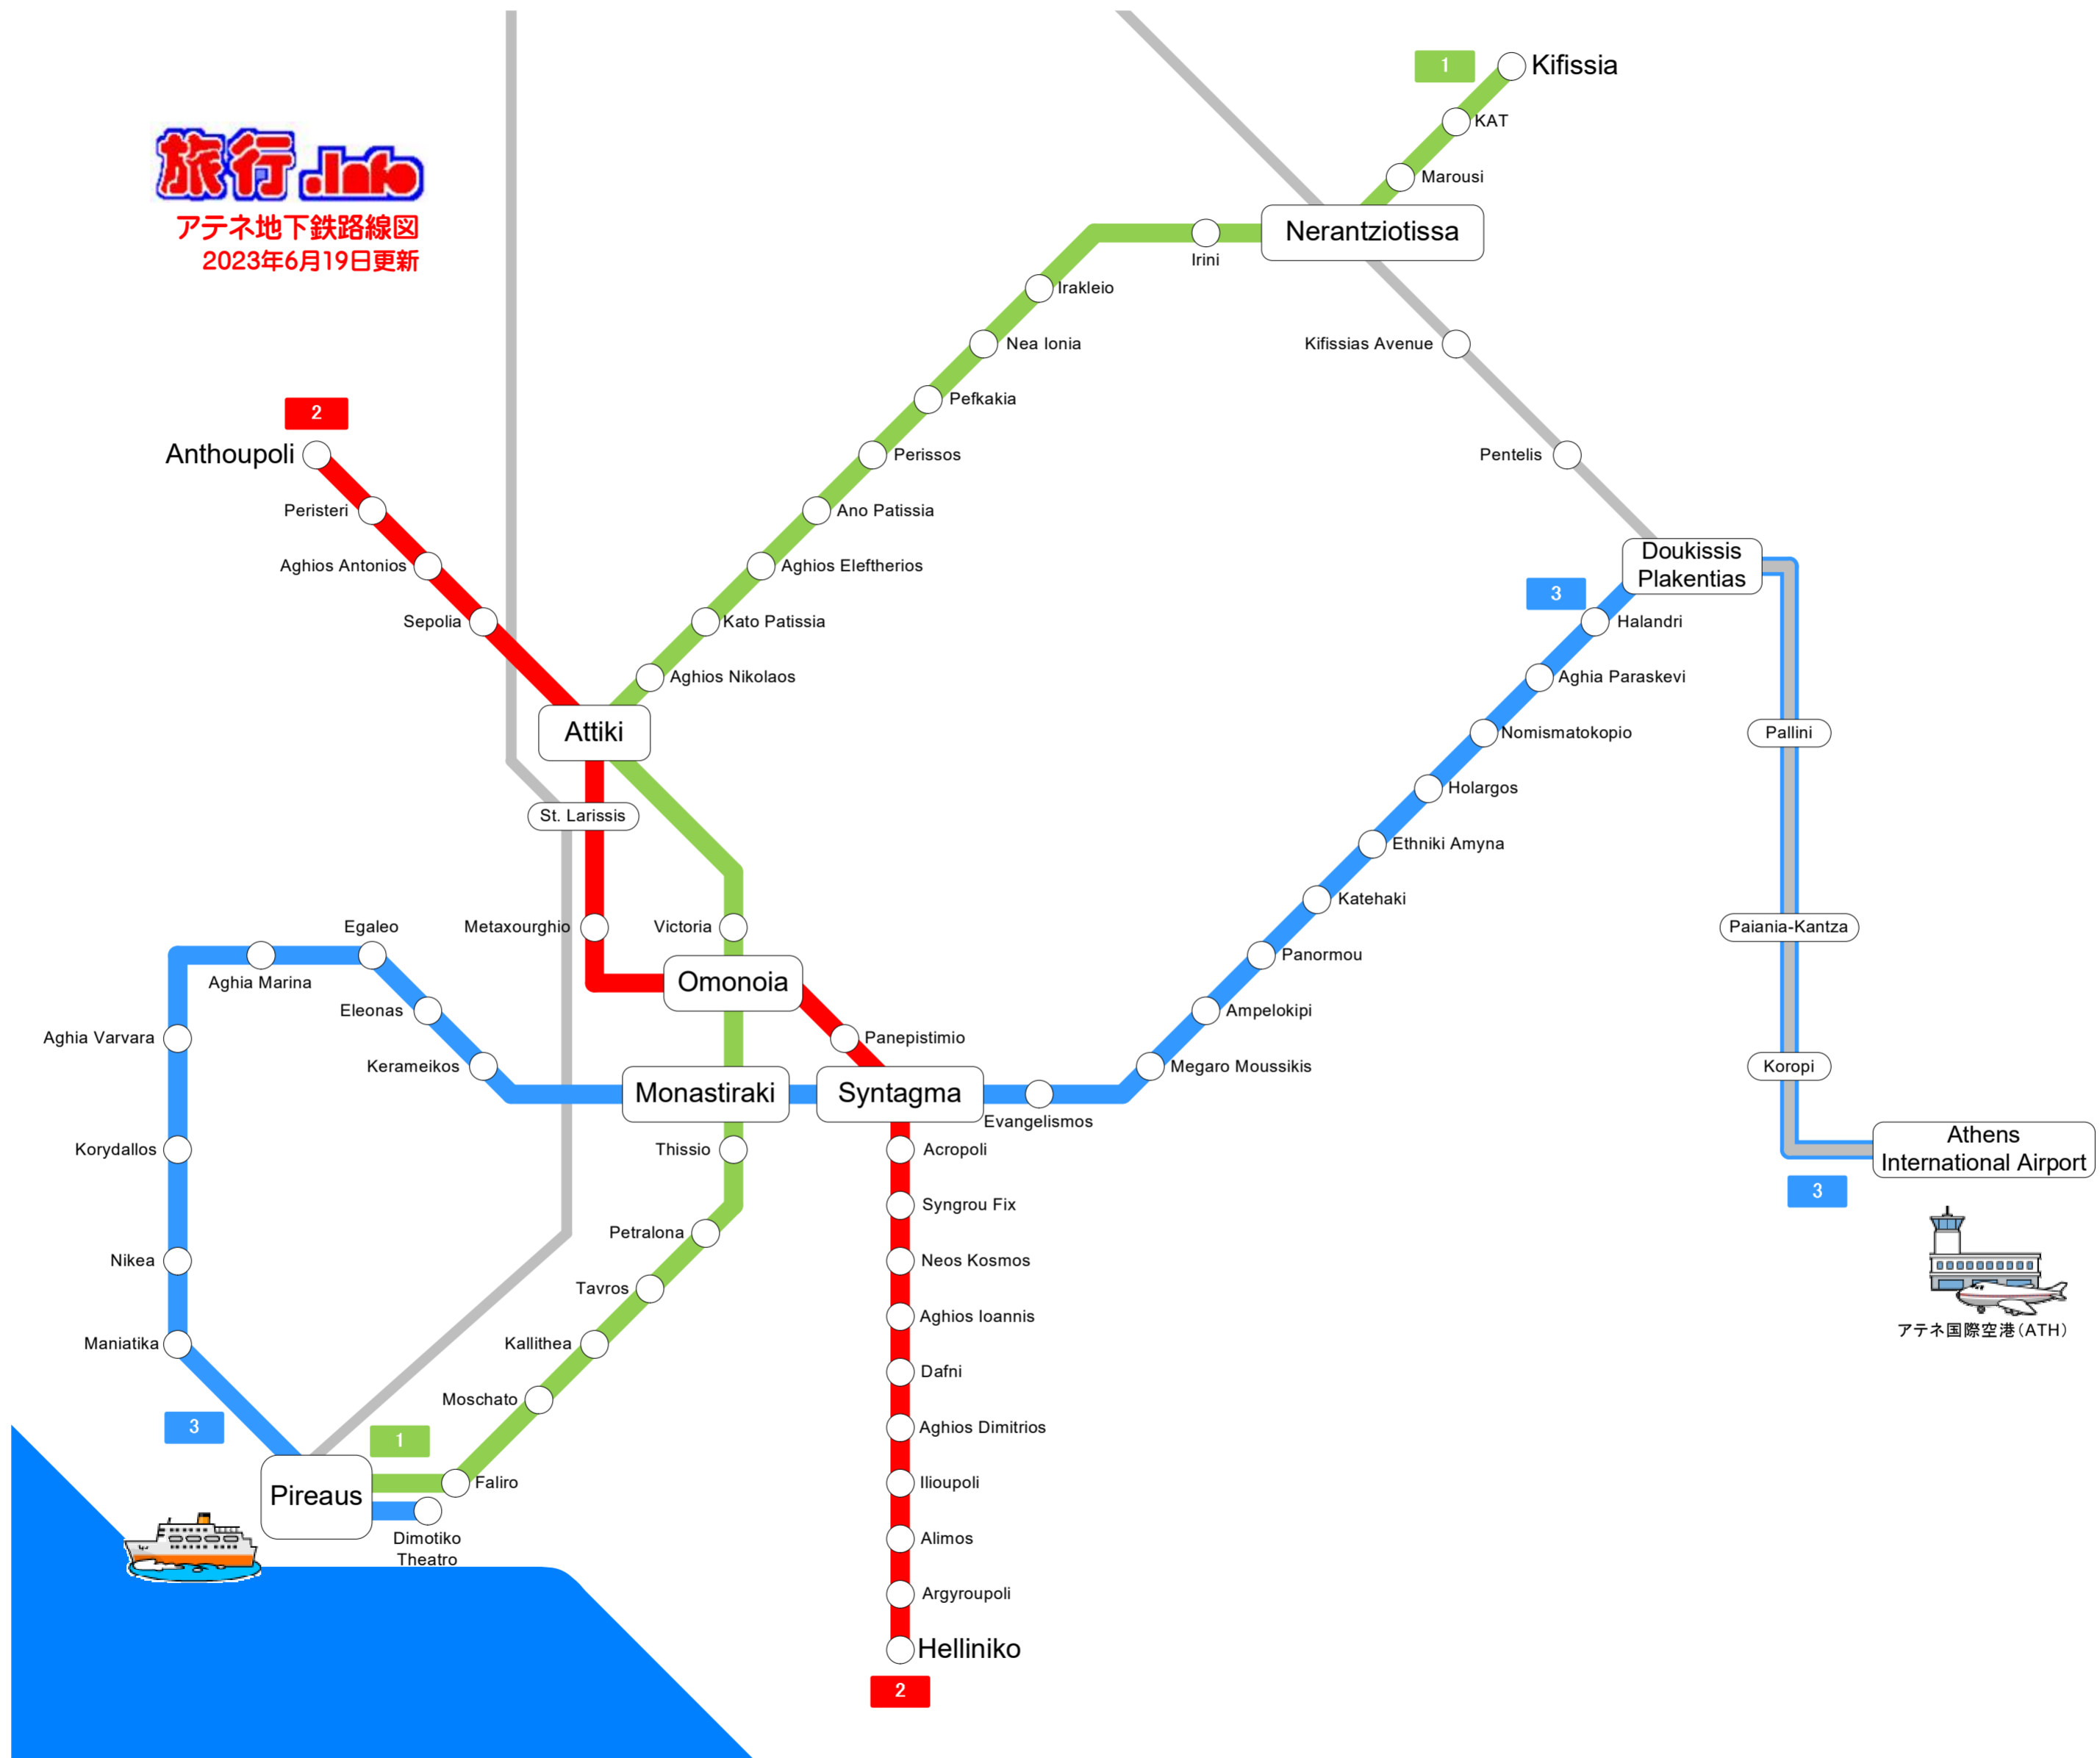 旅行.Info
アテネ地下鉄路線図
2023年6月19日更新
1
Kifissia
KAT
Marousi
Nerantziotissa
Irini
Irakleio
Nea Ionia
Kifissias Avenue
Pefkakia
2
Anthoupoli
Perissos
Pentelis
Peristeri
Ano Patissia
Aghios Antonios
Aghios Eleftherios
Doukissis
Plakentias
3
Sepolia
Kato Patissia
Halandri
Aghios Nikolaos
Aghia Paraskevi
Attiki
Nomismatokopio
Pallini
Holargos
St. Larissis
Ethniki Amyna
Katehaki
Egaleo
Metaxourghio
Victoria
Paiania-Kantza
Panormou
Aghia Marina
Omonoia
Eleonas
Ampelokipi
Aghia Varvara
Panepistimio
Kerameikos
Megaro Moussikis
Koropi
Monastiraki
Syntagma
Evangelismos
Korydallos
Thissio
Acropoli
Athens
International Airport
3
Syngrou Fix
Petralona
Nikea
Neos Kosmos
Tavros
Aghios Ioannis
アテネ国際空港(ATH)
Maniatika
Kallithea
Dafni
Moschato
3
1
Aghios Dimitrios
Pireaus
Faliro
Ilioupoli
Dimotiko
Theatro
Alimos
Argyroupoli
Helliniko
2